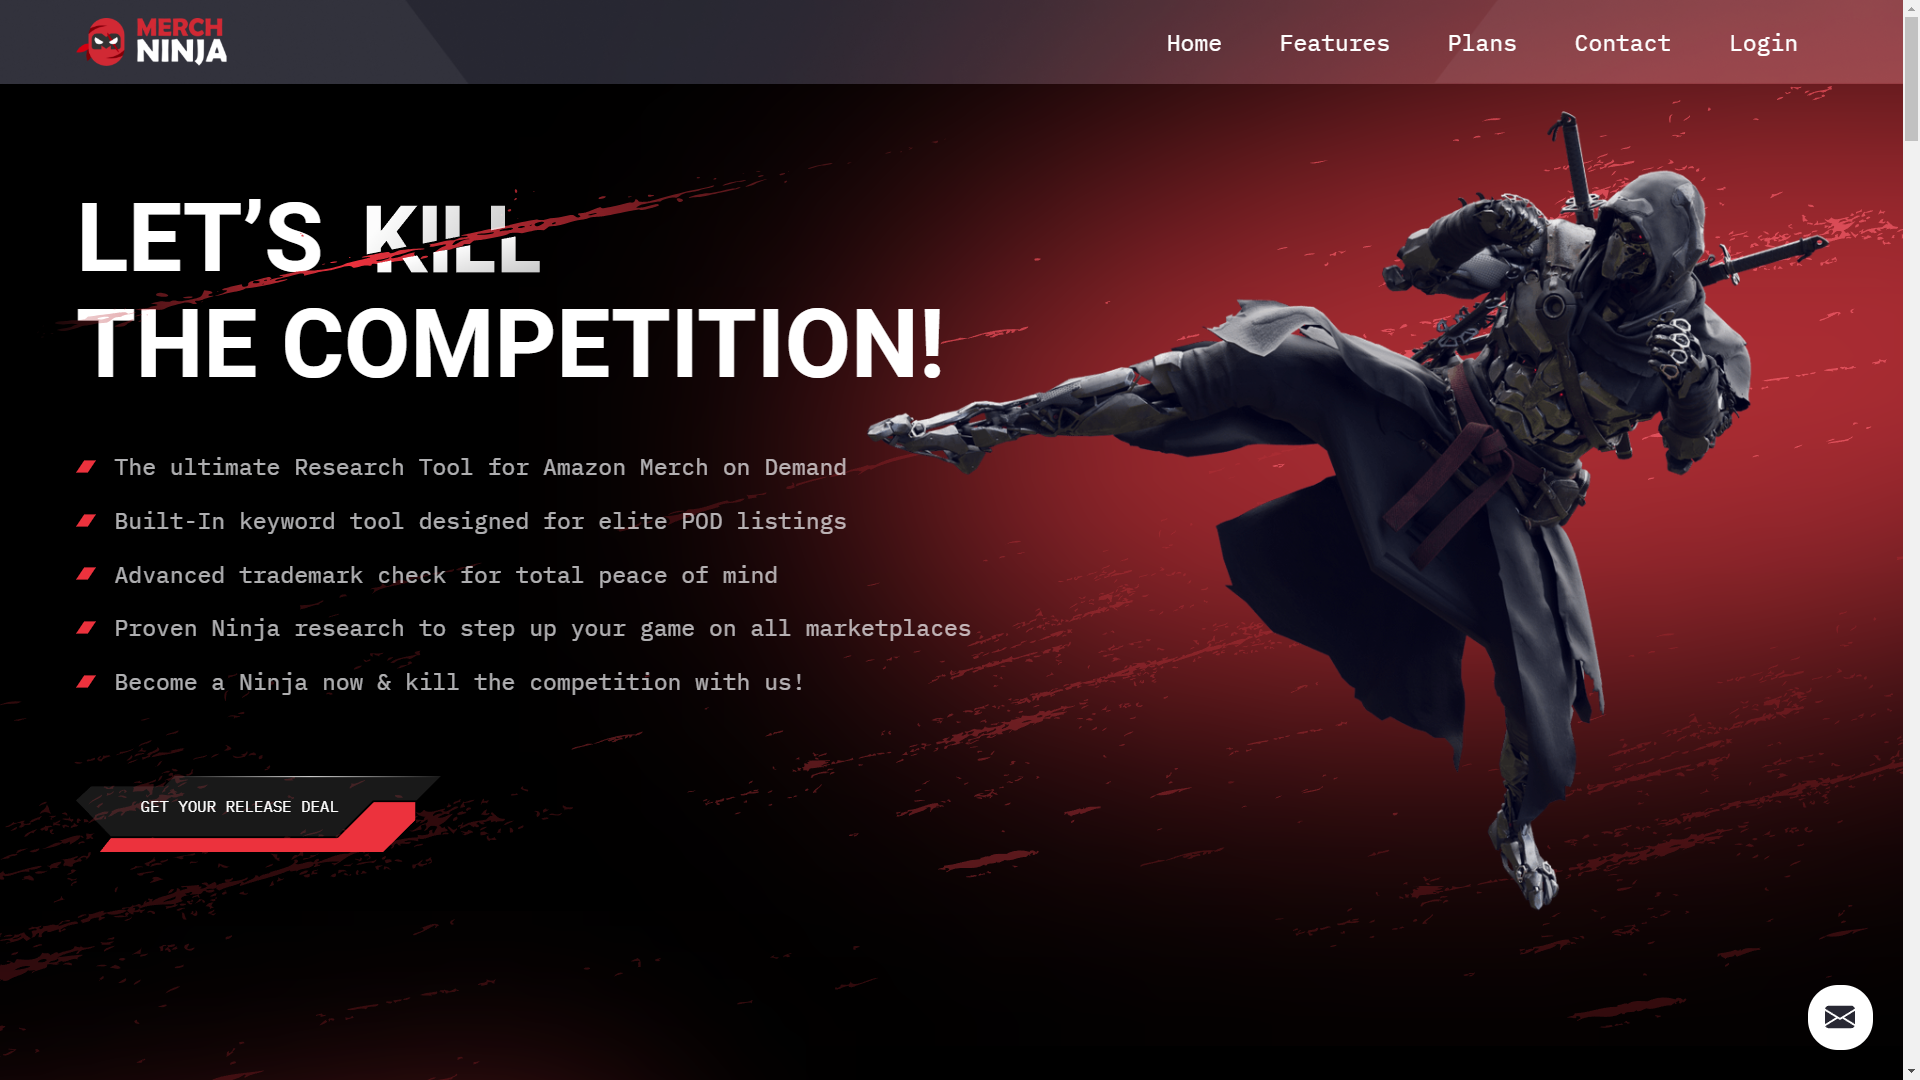 MERCH
NINJA
Home
Features
Plans
Contact
Login
LET’S KILL
THE COMPETITION!
The ultimate Research Tool for Amazon Merch on Demand
Built-In keyword tool designed for elite POD listings
Advanced trademark check for total peace of mind
Proven Ninja research to step up your game on all marketplaces
Become a Ninja now & kill the competition with us!
GET YOUR RELEASE DEAL